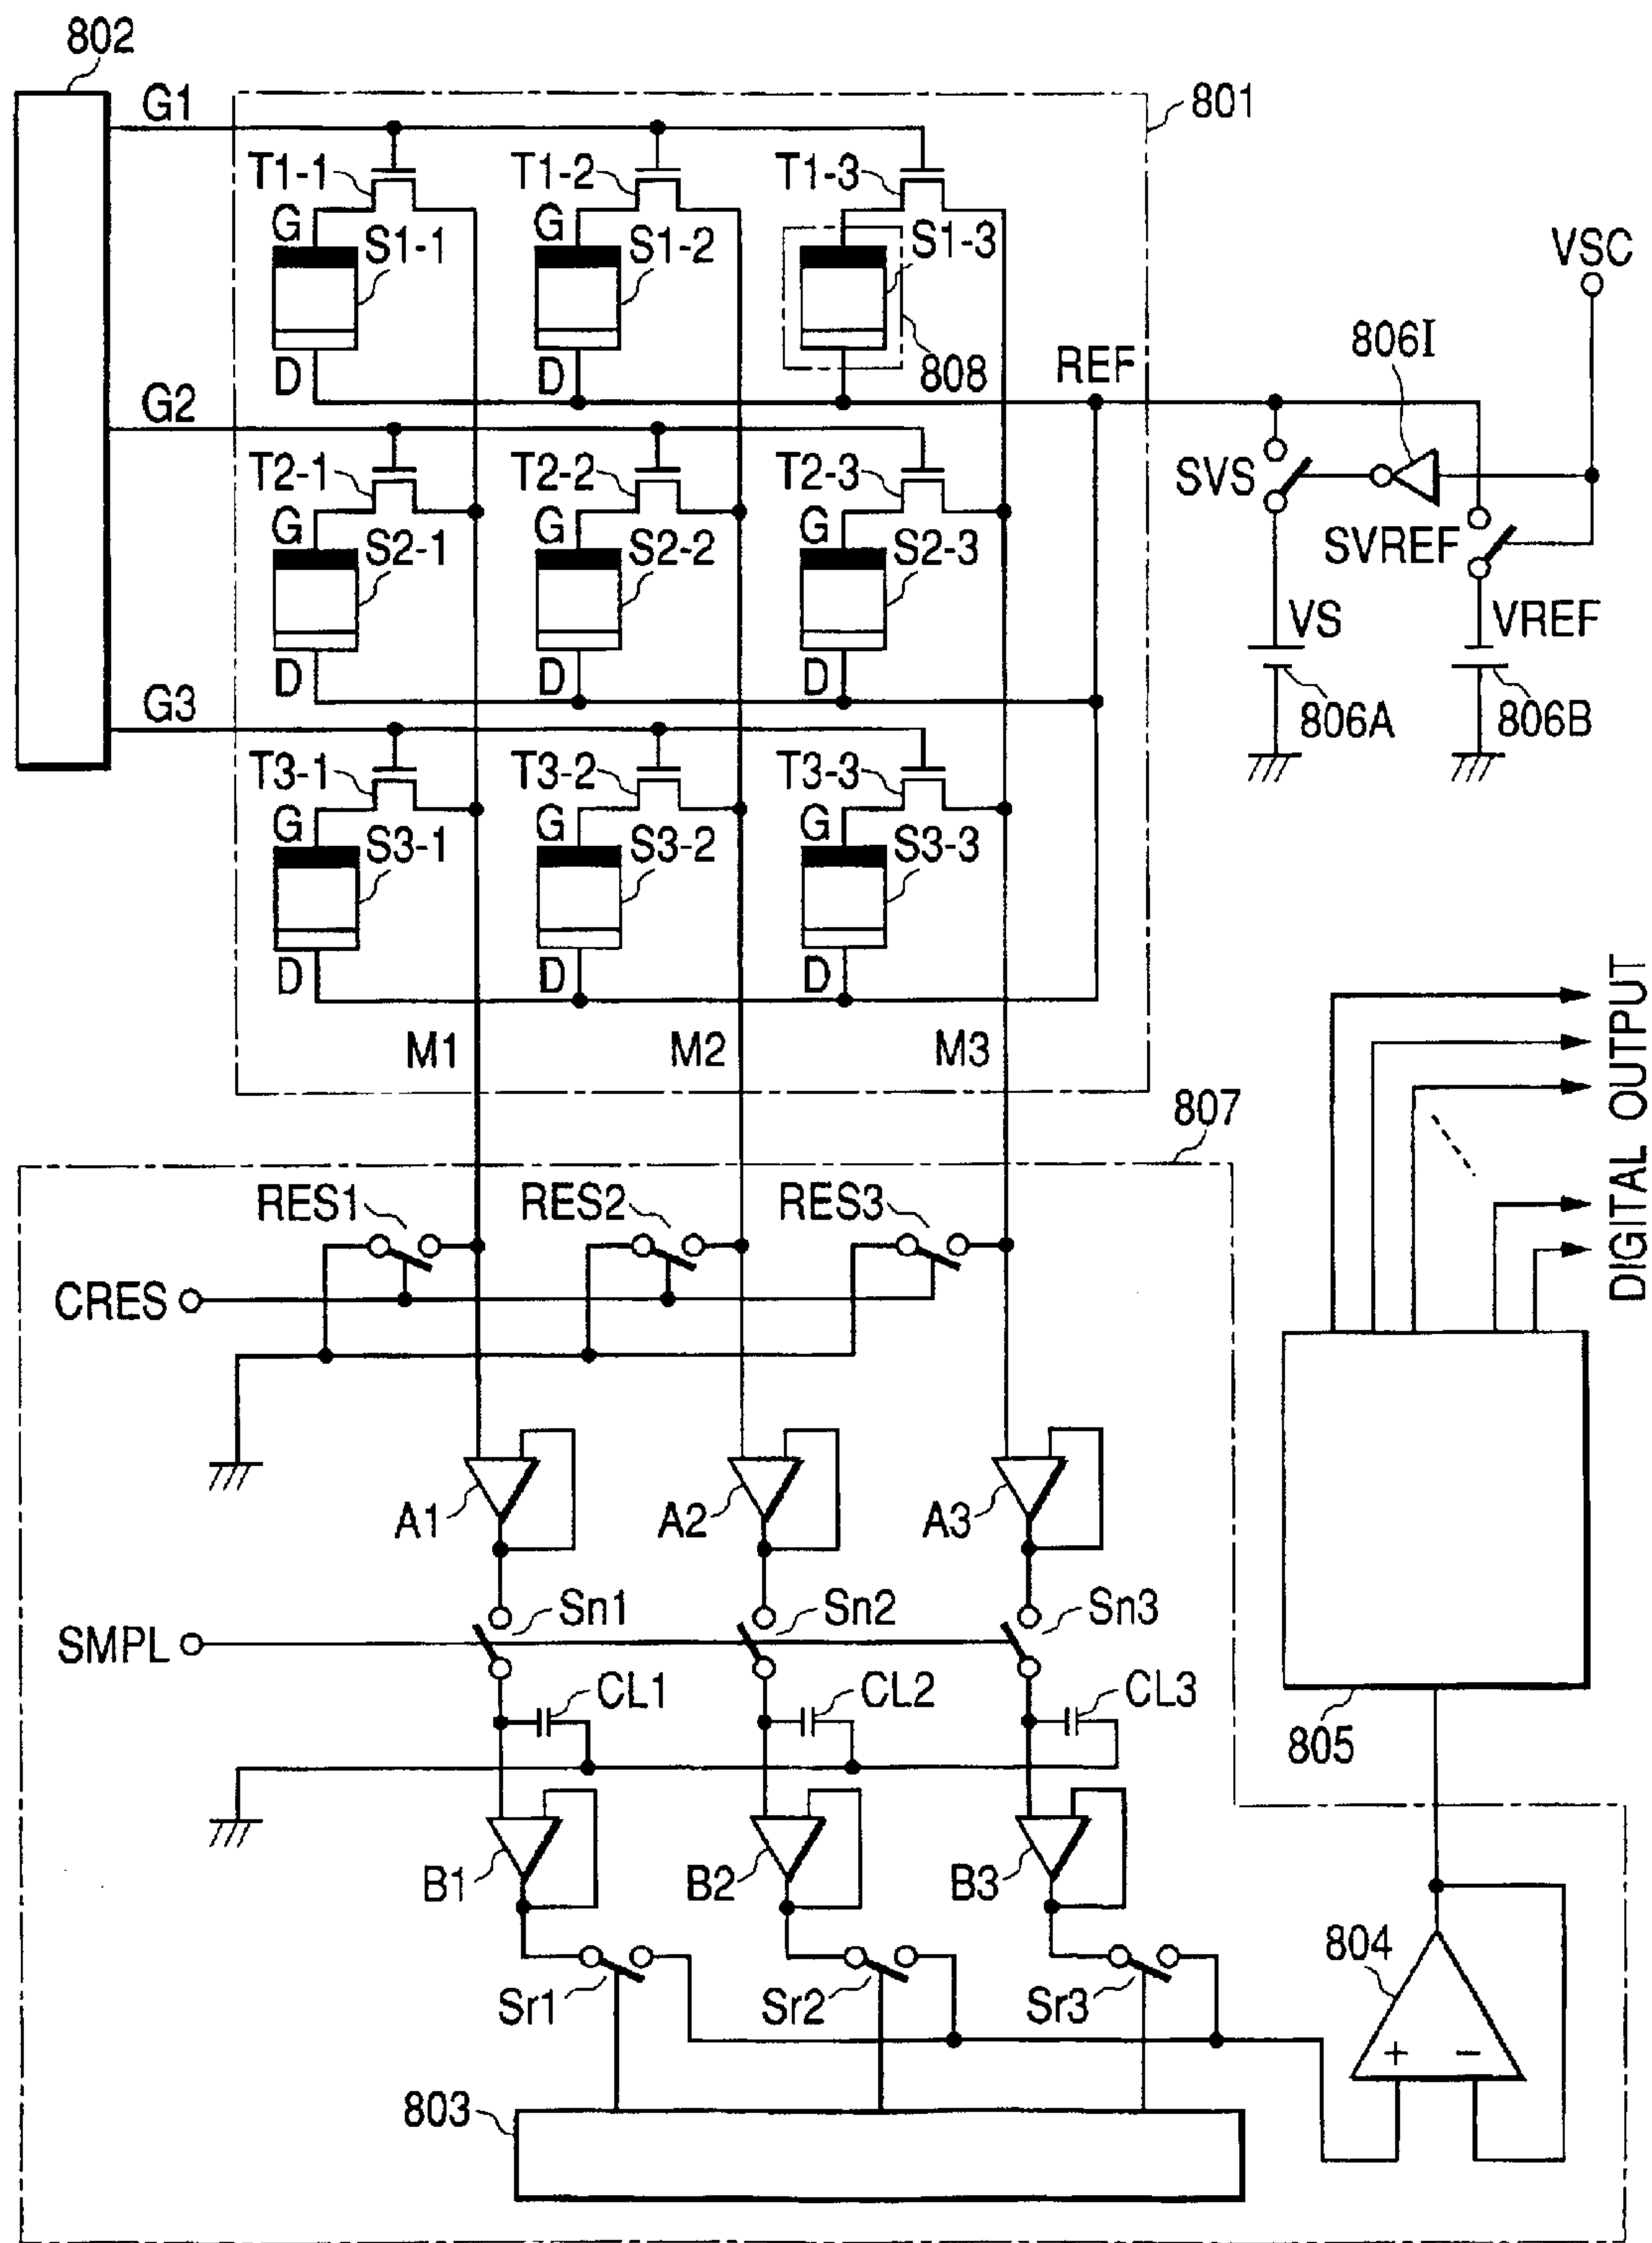 802
G1
801
T1-1
T1-2
T1-3
G
S1-1
G
S1-2
S1-3
VSC
806I
D
D
808
REF
G2
T2-1
T2-2
T2-3
SVS
G
S2-1
G
S2-2
G
S2-3
SVREF
VS
VREF
D
D
D
G3
806A
806B
T3-1
T3-2
T3-3
G
S3-1
G
S3-2
G
S3-3
D
D
D
M1
M2
M3
DIGITAL OUTPUT
807
RES1
RES2
RES3
CRES
A1
A2
A3
Sn1
Sn2
Sn3
SMPL
CL1
CL2
CL3
805
B1
B2
B3
804
Sr1
Sr2
Sr3
+
−
803